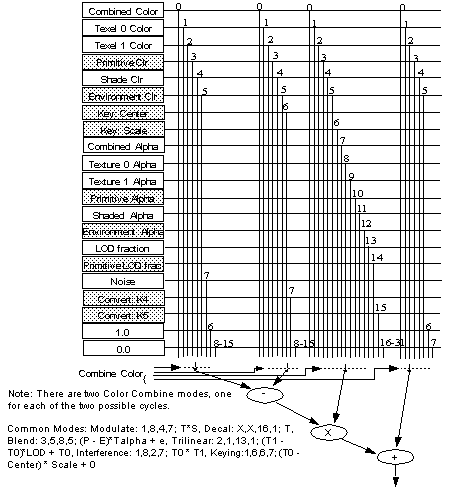 Combined Color
Texel 0 Color
Texel 1 Color
Primitive Clr
Shade Clr
Environment Clr
Key: Center
Key: Scale
Combined Alpha
Texture 0 Alpha
Texture 1 Alpha
Primitive Alpha
Shaded Alpha
Environment Alpha
LOD fraction
Primitive LOD frac
Noise
Convert: K4
Convert: K5
1.0
0.0
0 0 0 0
1 1 1 1
2 2 2 2
3 3 3 3
4 4 4 4
5 5 5 5
6 6
7
8
9
10
11
12
13
14
7 7
15
6 6
8-15 8-15 16-31 7
Combine Color{
-
X
+
Note: There are two Color Combine modes, one
for each of the two possible cycles.
Common Modes: Modulate: 1,8,4,7; T*S, Decal: X,X,16,1; T,
Blend: 3,5,8,5; (P - E)*Talpha + e, Trilinear: 2,1,13,1; (T1 -
T0)*LOD + T0, Interference: 1,8,2,7; T0 * T1, Keying:1,6,6,7; (T0 -
Center) * Scale + 0